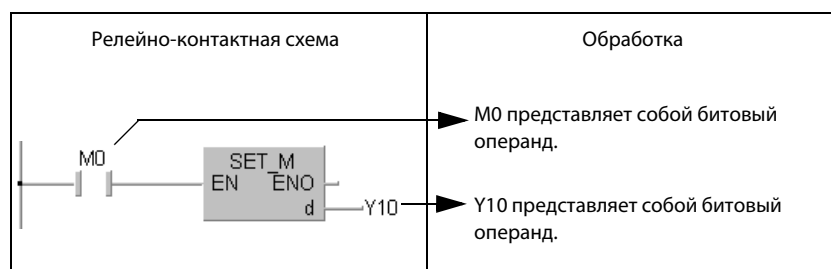 Релейно-контактная схема
Обработка
M0 представляет собой битовый
операнд.
M0
SET_M
EN ENO
d Y10
Y10 представляет собой битовый
операнд.